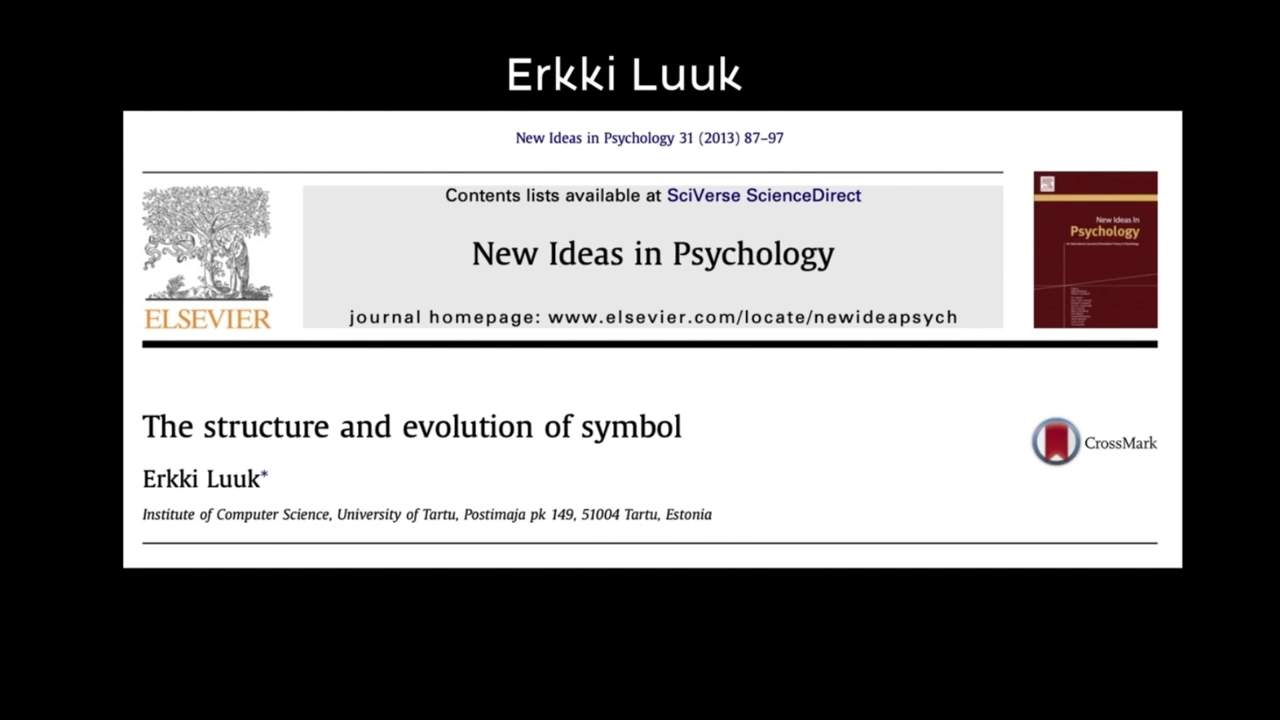 Erkki Luuk
New Ideas in Psychology 31 (2013) 87–97
Contents lists available at SciVerse ScienceDirect
New Ideas in Psychology
journal homepage: www.elsevier.com/locate/newideapsych
ELSEVIER
New Ideas In
Psychology
The structure and evolution of symbol
CrossMark
Erkki Luuk*
Institute of Computer Science, University of Tartu, Postimaja pk 149, 51004 Tartu, Estonia